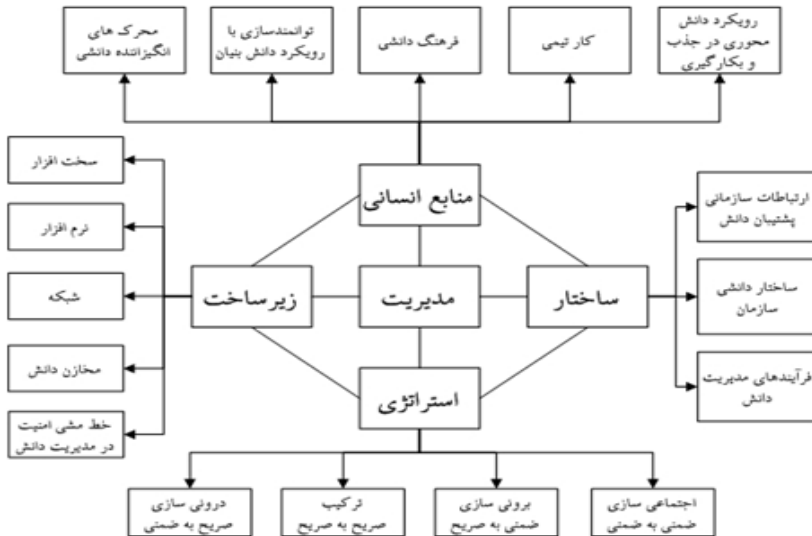 رویکرد دانش
محوری در جذب
و بکارگیری
کار تیمی
فرهنگ دانشی
توانمندسازی با
رویکرد دانش بنیان
محرک های
انگیزاننده دانشی
منابع انسانی
ارتباطات سازمانی
پشتیبان دانش
ساختار دانشی
سازمان
فرآیندهای مدیریت
دانش
ساختار
مدیریت
زیرساخت
سخت افزار
نرم افزار
شبکه
مخازن دانش
خط مشی امنیت
در مدیریت دانش
استراتژی
اجتماعی سازی
ضمنی به ضمنی
برونی سازی
ضمنی به صریح
ترکیب
صریح به صریح
درونی سازی
صریح به ضمنی